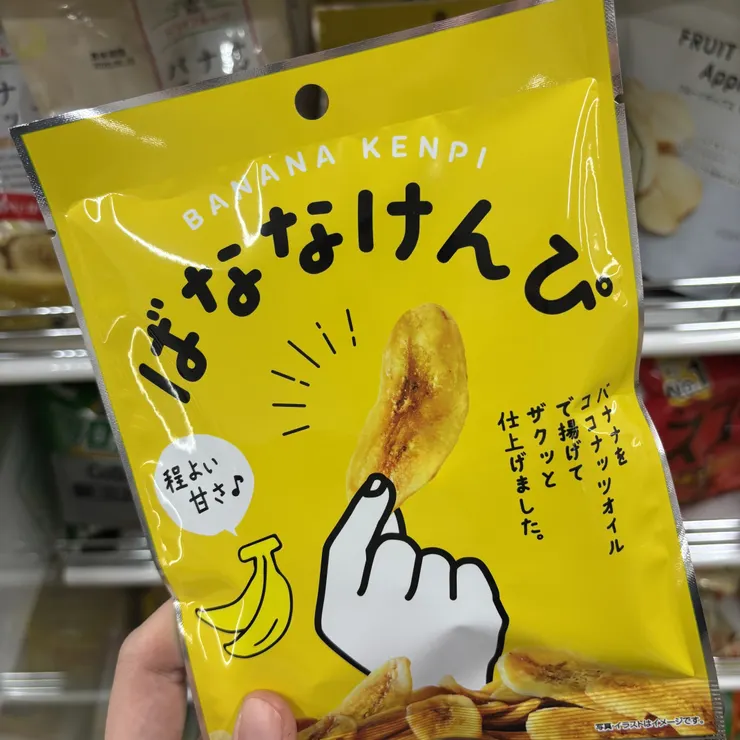 BANANA KENPI
ばななけんぴ
バナナを
ココナッツオイル
で揚げて
ザクッと
仕上げました。
程よい
甘さ♪
写真・イラストはイメージです。
FRUIT